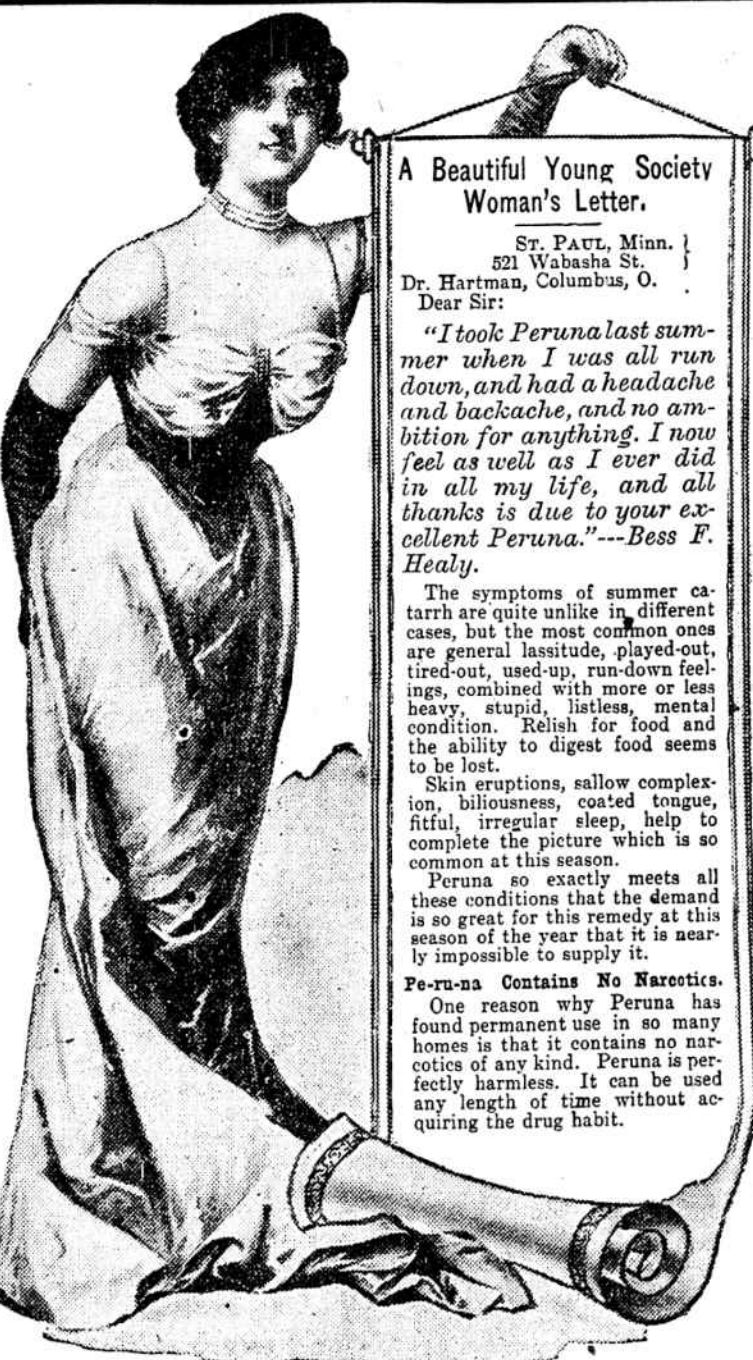 A Beautiful Young Society
Woman's Letter.
ST. PAUL, Minn. }
521 Wabasha St. }
Dr. Hartman, Columbus, O.
Dear Sir:
"I took Peruna last sum-
mer when I was all run
down, and had a headache
and backache, and no am-
bition for anything. I now
feel as well as I ever did
in all my life, and all
thanks is due to your ex-
cellent Peruna."---Bess F.
Healy.
The symptoms of summer ca-
tarrh are quite unlike in different
cases, but the most common ones
are general lassitude, played-out,
tired-out, used-up, run-down feel-
ings, combined with more or less
heavy, stupid, listless, mental
condition. Relish for food and
the ability to digest food seems
to be lost.
Skin eruptions, sallow complex-
ion, biliousness, coated tongue,
fitful, irregular sleep, help to
complete the picture which is so
common at this season.
Peruna so exactly meets all
these conditions that the demand
is so great for this remedy at this
season of the year that it is near-
ly impossible to supply it.
Pe-ru-na Contains No Narcotics.
One reason why Peruna has
found permanent use in so many
homes is that it contains no nar-
cotics of any kind. Peruna is per-
fectly harmless. It can be used
any length of time without ac-
quiring the drug habit.